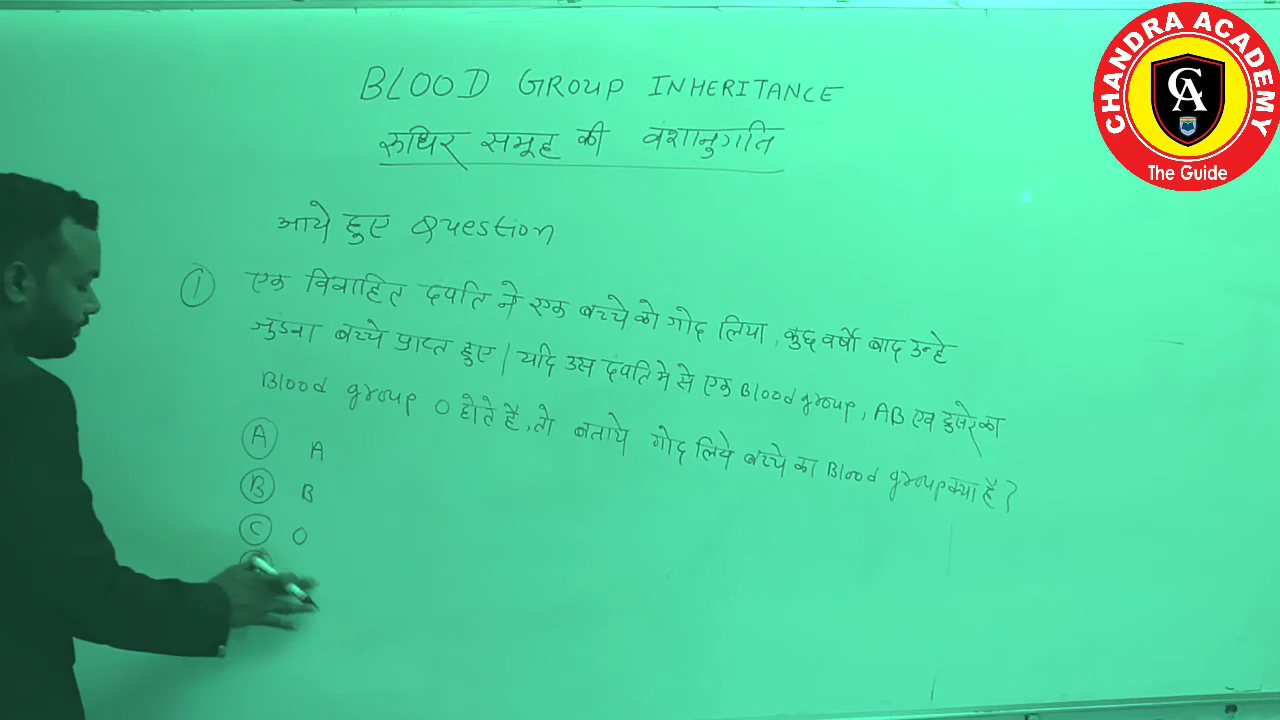 CHANDRA ACADEMY
CA
The Guide
BLOOD GROUP INHERITANCE
रुधिर समूह की वंशानुगति
आये हुए Question
① एक विवाहित दंपति ने एक बच्चे को गोद लिया, कुछ वर्षो बाद उन्हे
जुडवा बच्चे प्राप्त हुए | यदि उस दंपति मे से एक Blood group, AB एव दुसरे का
Blood group O होते है, तो बताये गोद लिये बच्चे का Blood group क्या है ?
Ⓐ A
Ⓑ B
Ⓒ O